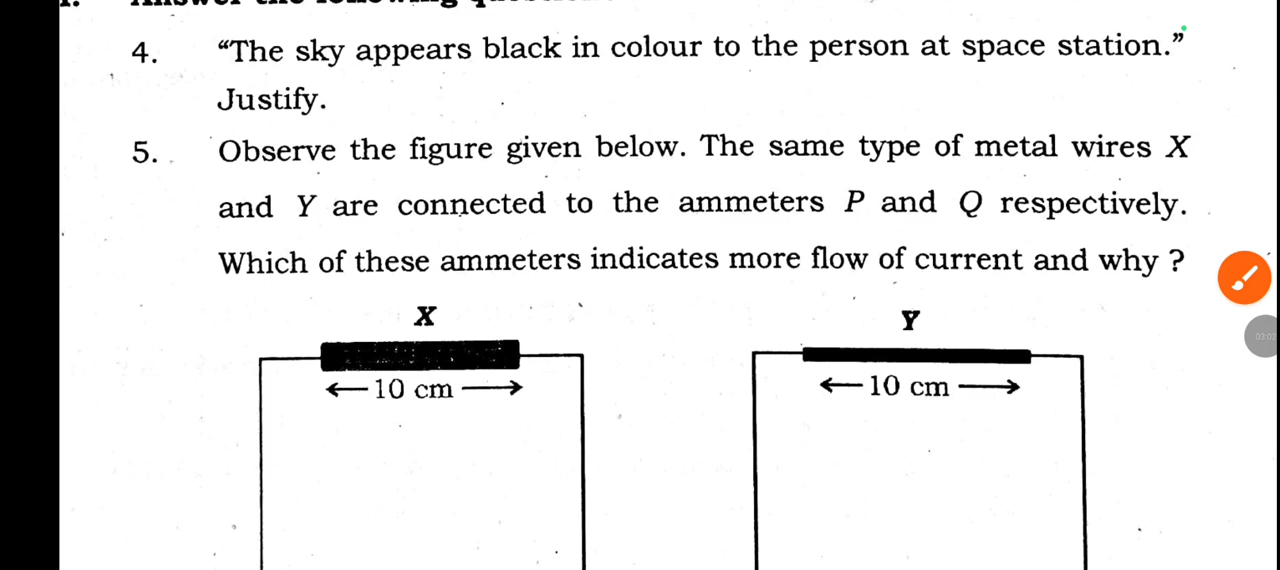 4. “The sky appears black in colour to the person at space station.”
Justify.
5. Observe the figure given below. The same type of metal wires X
and Y are connected to the ammeters P and Q respectively.
Which of these ammeters indicates more flow of current and why ?
X
Y
10 cm
10 cm